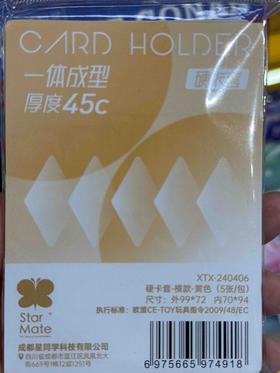 CARD HOLDER
一体成型
厚度45c
XTX-240406
硬卡套-横款-黄色（5张/包）
尺寸：外99*72 内70*94
执行标准：欧盟CE-TOY玩具指令2009/48/EC
Star
Mate
成都星同学科技有限公司
6 975665 974918